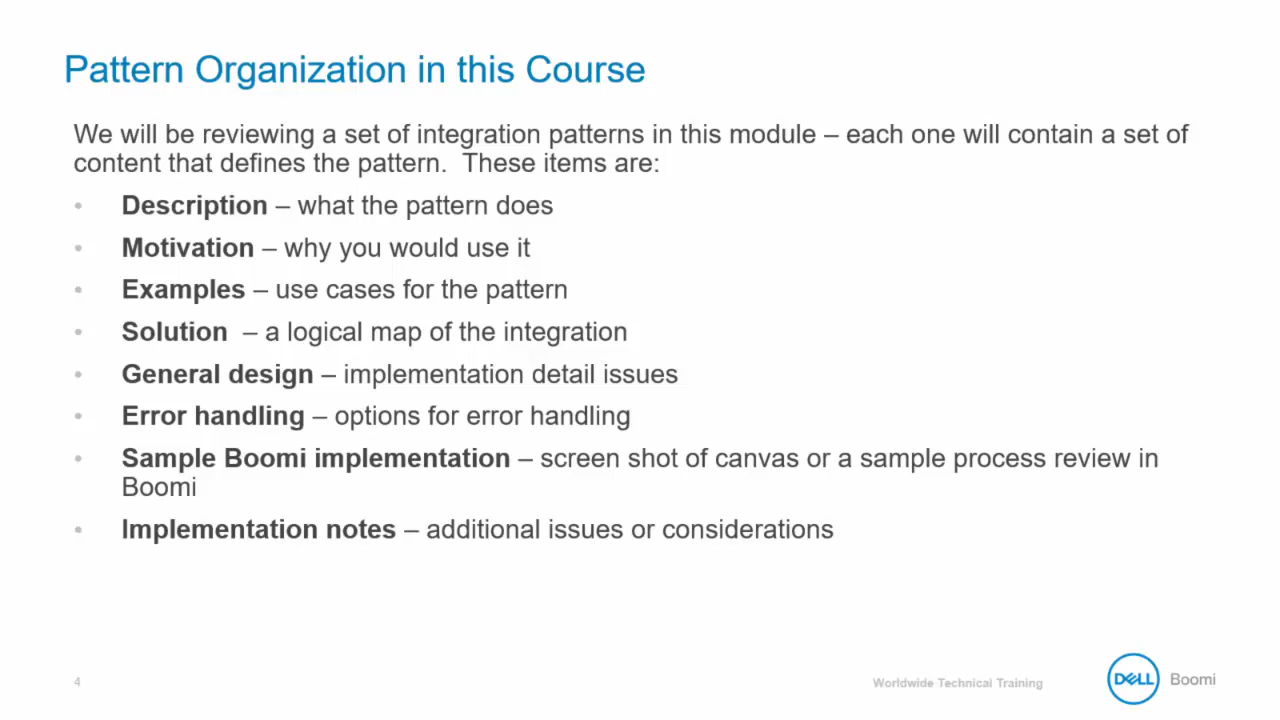 Pattern Organization in this Course
We will be reviewing a set of integration patterns in this module – each one will contain a set of
content that defines the pattern.  These items are:
• Description – what the pattern does
• Motivation – why you would use it
• Examples – use cases for the pattern
• Solution  – a logical map of the integration
• General design – implementation detail issues
• Error handling – options for error handling
• Sample Boomi implementation – screen shot of canvas or a sample process review in
Boomi
• Implementation notes – additional issues or considerations
4
Worldwide Technical Training
DELL Boomi